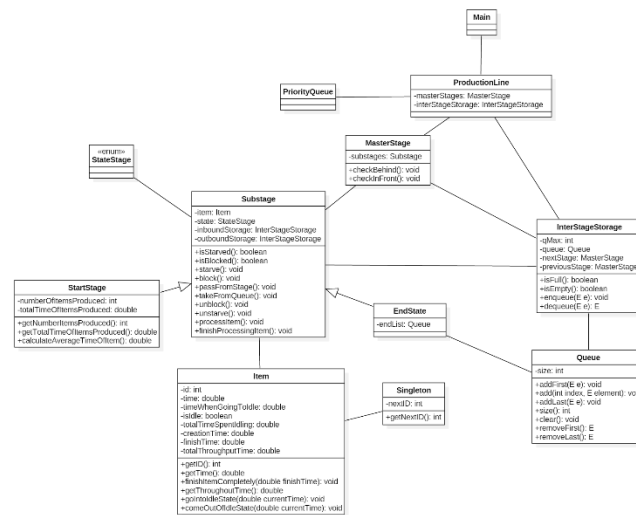 Main
ProductionLine
-masterStages: MasterStage
-interStageStorage: InterStageStorage
PriorityQueue
MasterStage
-substages: Substage
+checkBehind(): void
+checkInFront(): void
«enum»
StateStage
Substage
-item: Item
-state: StateStage
-inboundStorage: InterStageStorage
-outboundStorage: InterStageStorage
+isStarved(): boolean
+isBlocked(): boolean
+starve(): void
+block(): void
+passFromStage(): void
+takeFromQueue(): void
+unblock(): void
+unstarve(): void
+processItem(): void
+finishProcessingItem(): void
InterStageStorage
-qMax: int
-queue: Queue
-nextStage: MasterStage
-previousStage: MasterStage
+isFull(): boolean
+isEmpty(): boolean
+enqueue(E e): void
+dequeue(E e): E
StartStage
-numberOfItemsProduced: int
-totalTimeOfItemsProduced: double
+getNumberItemsProduced(): int
+getTotalTimeOfItemsProduced(): double
+calculateAverageTimeOfItem(): double
EndState
-endList: Queue
Queue
-size: int
+addFirst(E e): void
+add(int index, E element): void
+addLast(E e): void
+size(): int
+clear(): void
+removeFirst(): E
+removeLast(): E
Item
-id: int
-time: double
-timeWhenGoingToIdle: double
-isIdle: boolean
-totalTimeSpentIdling: double
-creationTime: double
-finishTime: double
-totalThroughputTime: double
+getID(): int
+getTime(): double
+finishItemCompletely(double finishTime): void
+getThroughoutTime(): double
+gointoIdleState(double currentTime): void
+comeOutOfIdleState(double currentTime): void
Singleton
-nextID: int
+getNextID(): int